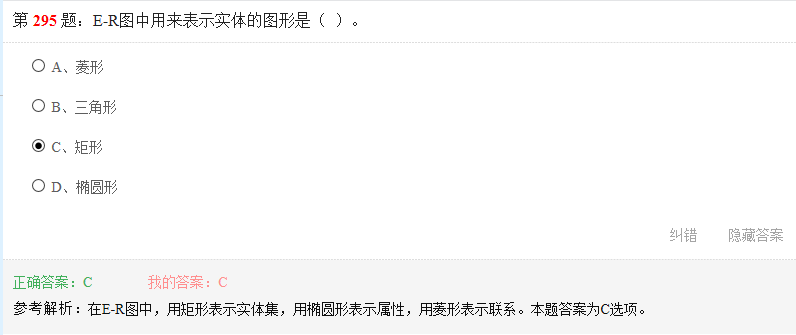 第 295 题：E-R图中用来表示实体的图形是（ ）。
A、菱形
B、三角形
C、矩形
D、椭圆形
纠错 隐藏答案
正确答案：C 我的答案：C
参考解析：在E-R图中，用矩形表示实体集，用椭圆形表示属性，用菱形表示联系。本题答案为C选项。